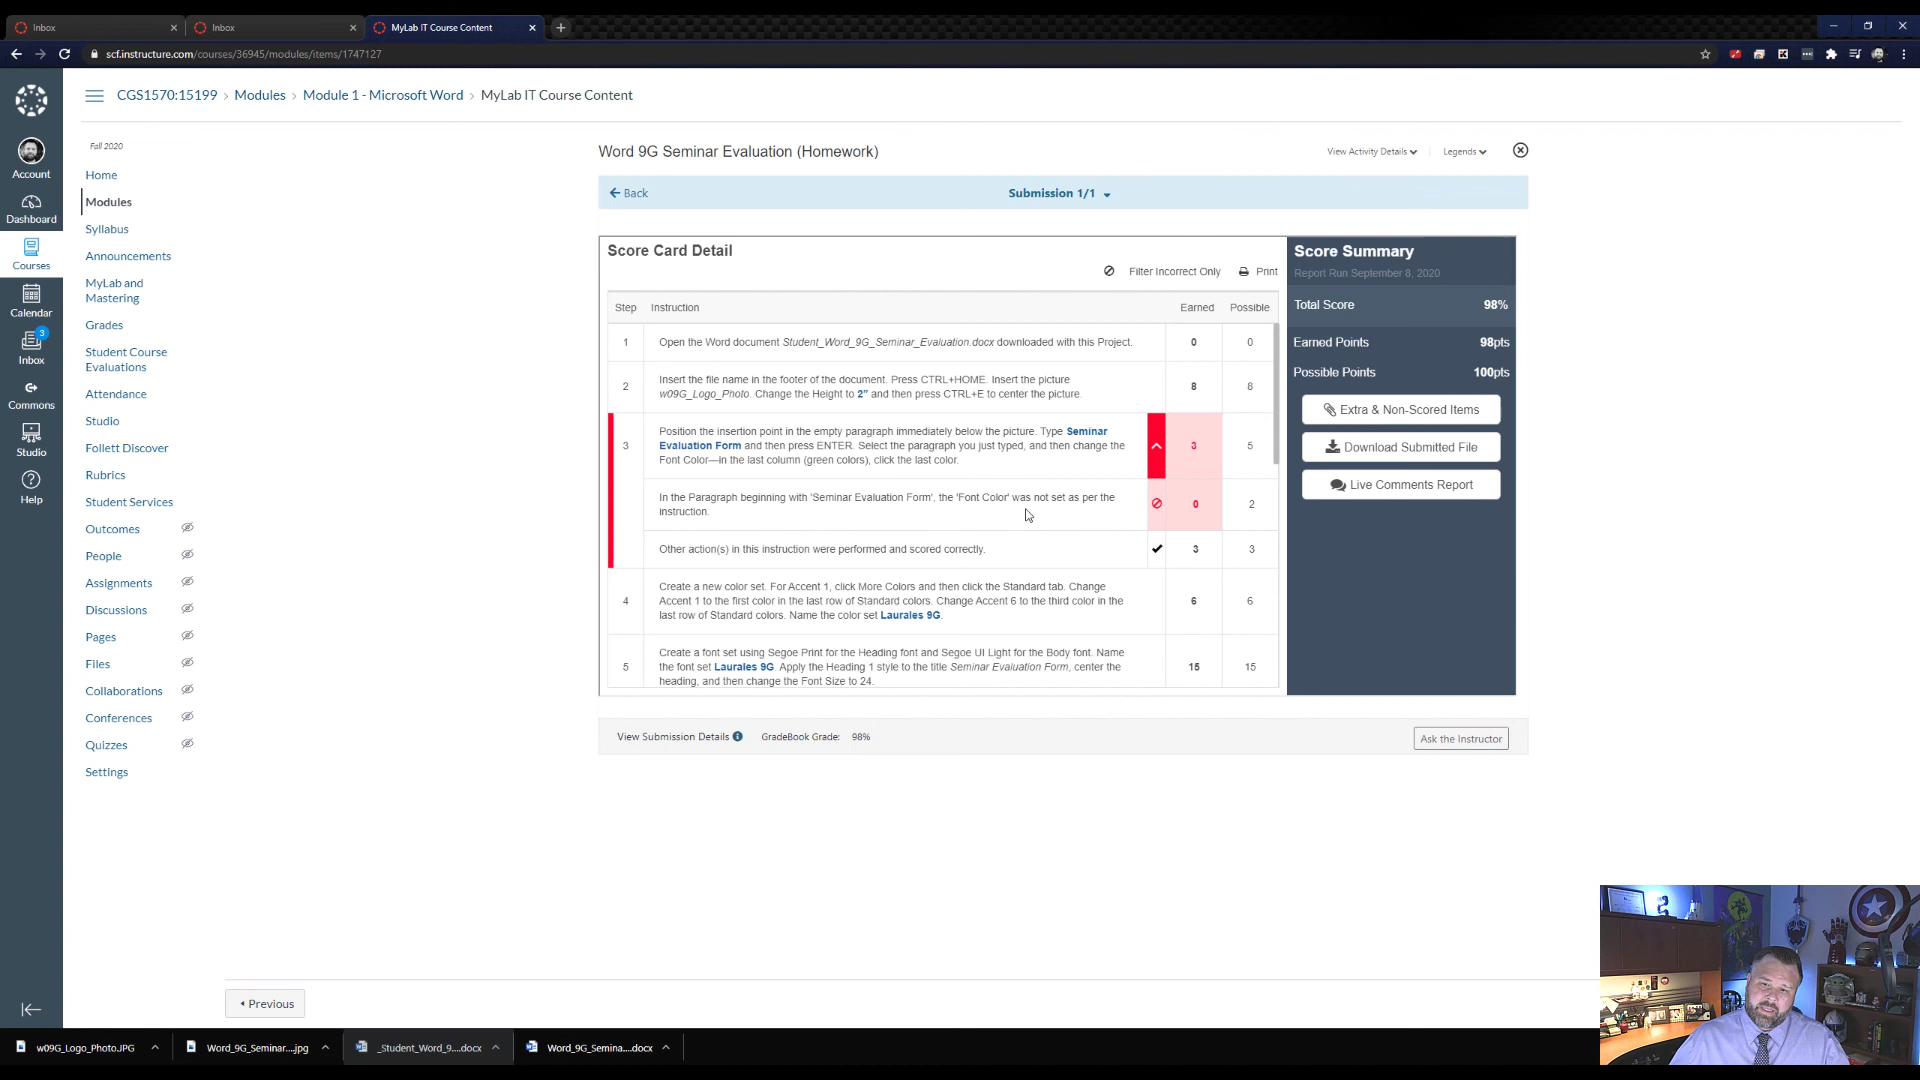 Inbox
Inbox
MyLab IT Course Content
scf.instructure.com/courses/36945/modules/items/1747127
CGS1570:15199 › Modules › Module 1 - Microsoft Word › MyLab IT Course Content
Account
Dashboard
Courses
Calendar
3
Inbox
Commons
Studio
Help
Fall 2020
Home
Modules
Syllabus
Announcements
MyLab and
Mastering
Grades
Student Course
Evaluations
Attendance
Studio
Follett Discover
Rubrics
Student Services
Outcomes
People
Assignments
Discussions
Pages
Files
Collaborations
Conferences
Quizzes
Settings
Word 9G Seminar Evaluation (Homework)
View Activity Details
Legends
Back
Submission 1/1
Score Card Detail
Filter Incorrect Only
Print
Step Instruction Earned Possible
1 Open the Word document Student_Word_9G_Seminar_Evaluation.docx downloaded with this Project. 0 0
Insert the file name in the footer of the document. Press CTRL+HOME. Insert the picture
2 8 8
w09G_Logo_Photo. Change the Height to 2" and then press CTRL+E to center the picture.
Position the insertion point in the empty paragraph immediately below the picture. Type Seminar
3 Evaluation Form and then press ENTER. Select the paragraph you just typed, and then change the 3 5
Font Color—in the last column (green colors), click the last color.
In the Paragraph beginning with 'Seminar Evaluation Form', the 'Font Color' was not set as per the
0 2
instruction.
Other action(s) in this instruction were performed and scored correctly. 3 3
Create a new color set. For Accent 1, click More Colors and then click the Standard tab. Change
4 Accent 1 to the first color in the last row of Standard colors. Change Accent 6 to the third color in the 6 6
last row of Standard colors. Name the color set Laurales 9G.
Create a font set using Segoe Print for the Heading font and Segoe UI Light for the Body font. Name
5 the font set Laurales 9G. Apply the Heading 1 style to the title Seminar Evaluation Form, center the 15 15
heading, and then change the Font Size to 24.
Score Summary
Report Run September 8, 2020
Total Score 98%
Earned Points 98pts
Possible Points 100pts
Extra & Non-Scored Items
Download Submitted File
Live Comments Report
View Submission Details
GradeBook Grade: 98%
Ask the Instructor
Previous
w09G_Logo_Photo.JPG
Word_9G_Seminar....jpg
_Student_Word_9....docx
Word_9G_Semina....docx